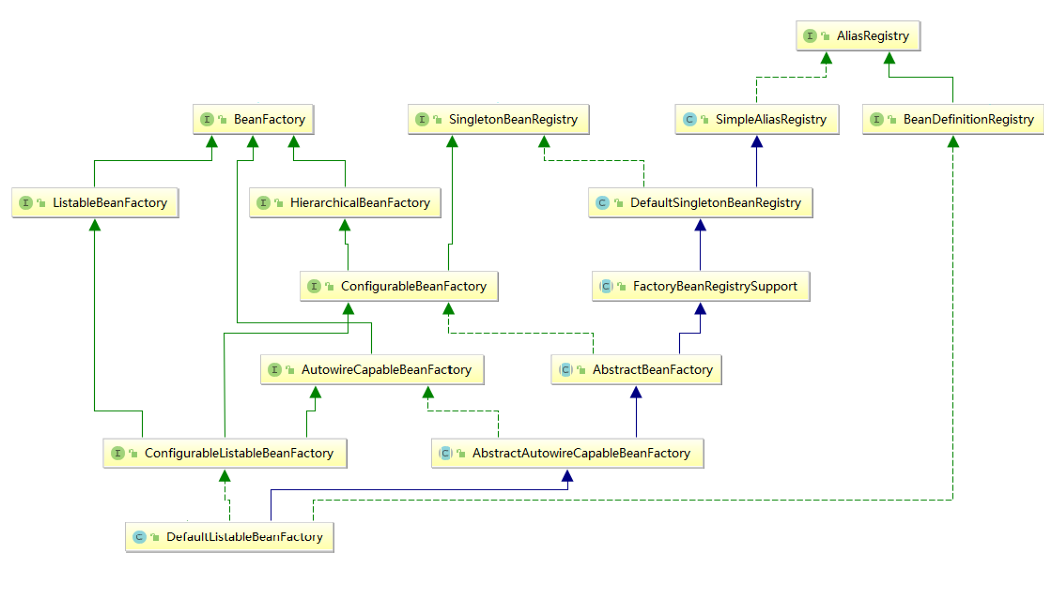 AliasRegistry
BeanFactory
SingletonBeanRegistry
SimpleAliasRegistry
BeanDefinitionRegistry
ListableBeanFactory
HierarchicalBeanFactory
DefaultSingletonBeanRegistry
ConfigurableBeanFactory
FactoryBeanRegistrySupport
AutowireCapableBeanFactory
AbstractBeanFactory
ConfigurableListableBeanFactory
AbstractAutowireCapableBeanFactory
DefaultListableBeanFactory